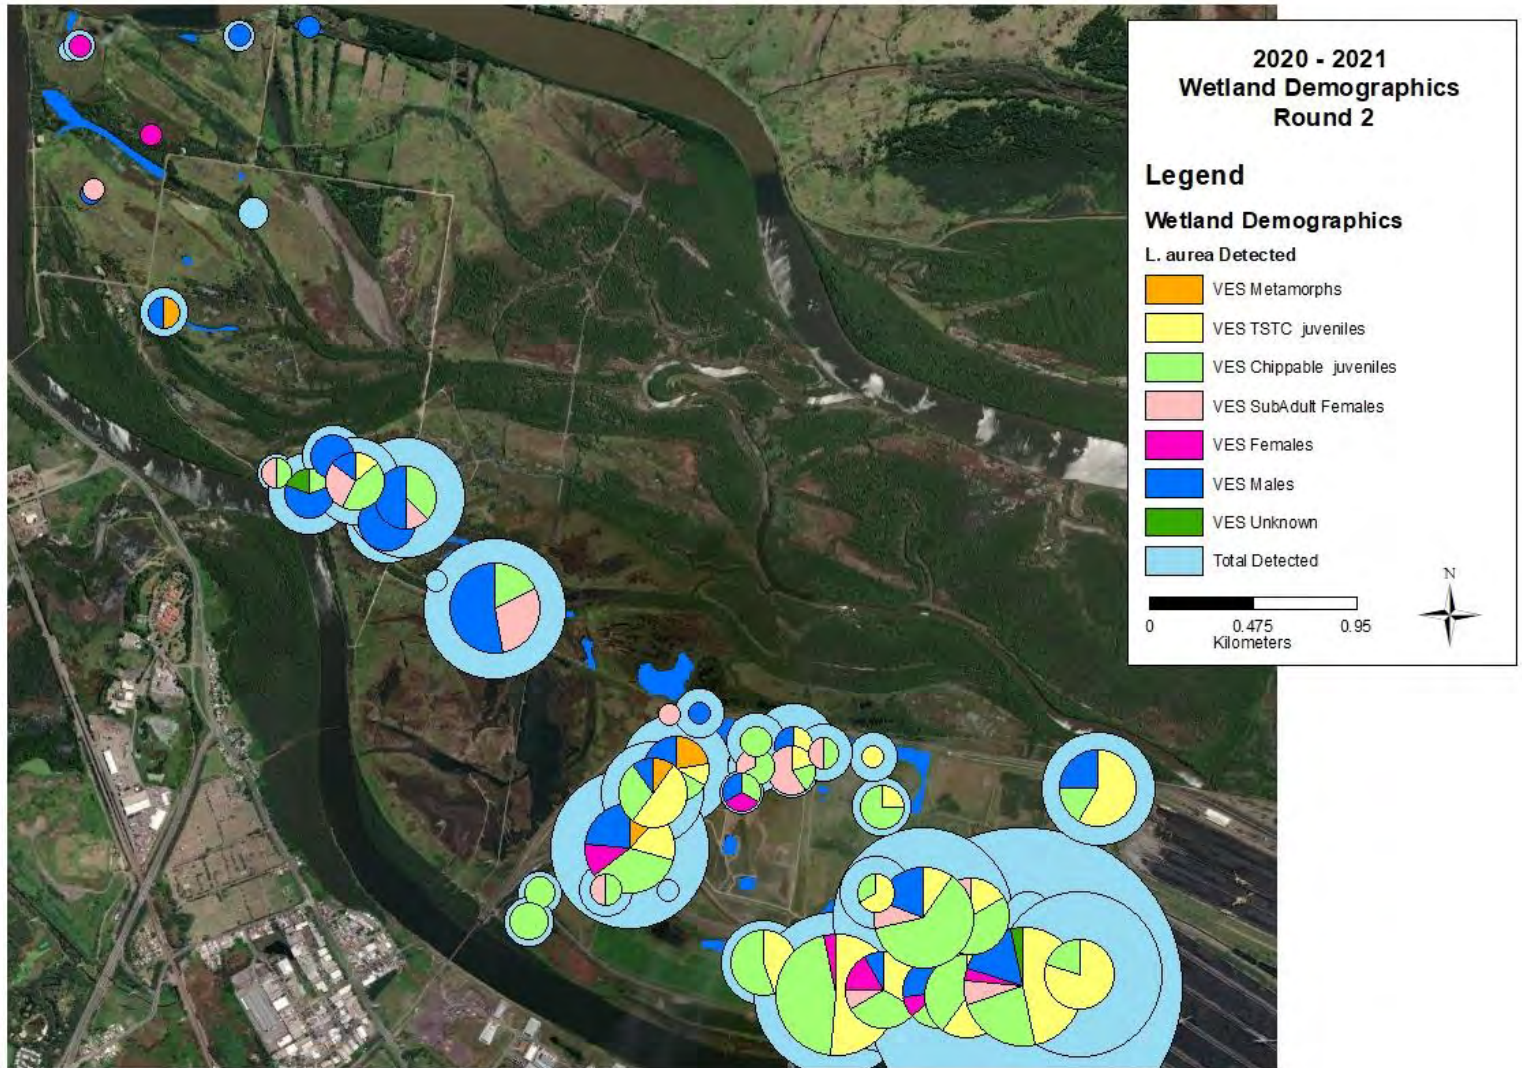 2020 - 2021
Wetland Demographics
Round 2
Legend
Wetland Demographics
L. aurea Detected
VES Metamorphs
VES TSTC juveniles
VES Chippable juveniles
VES SubAdult Females
VES Females
VES Males
VES Unknown
Total Detected
N
0 0.475 0.95
Kilometers